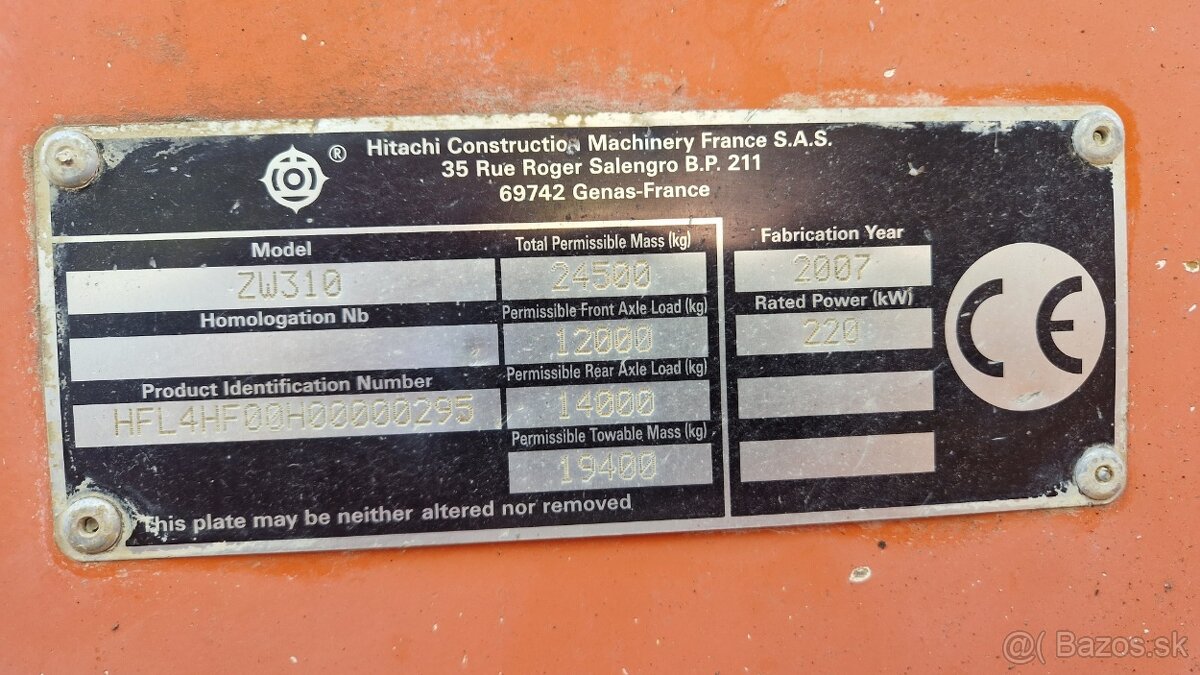 ®
Hitachi Construction Machinery France S.A.S.
35 Rue Roger Salengro B.P. 211
69742 Genas-France
Model
ZW310
Homologation Nb
Product Identification Number
HFL4HF00H00000295
Total Permissible Mass (kg)
24500
Permissible Front Axle Load (kg)
12000
Permissible Rear Axle Load (kg)
14000
Permissible Towable Mass (kg)
19400
Fabrication Year
2007
Rated Power (kW)
220
CE
This plate may be neither altered nor removed
@( Bazos.sk